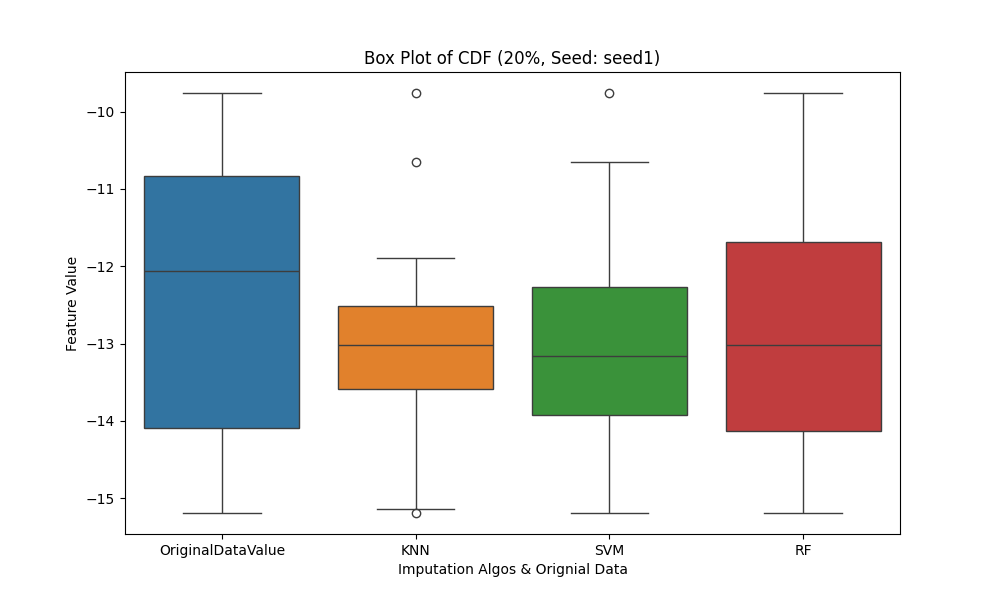 Box Plot of CDF (20%, Seed: seed1)
−10
−11
−12
−13
−14
−15
Feature Value
OriginalDataValue
KNN
SVM
RF
Imputation Algos & Orignial Data